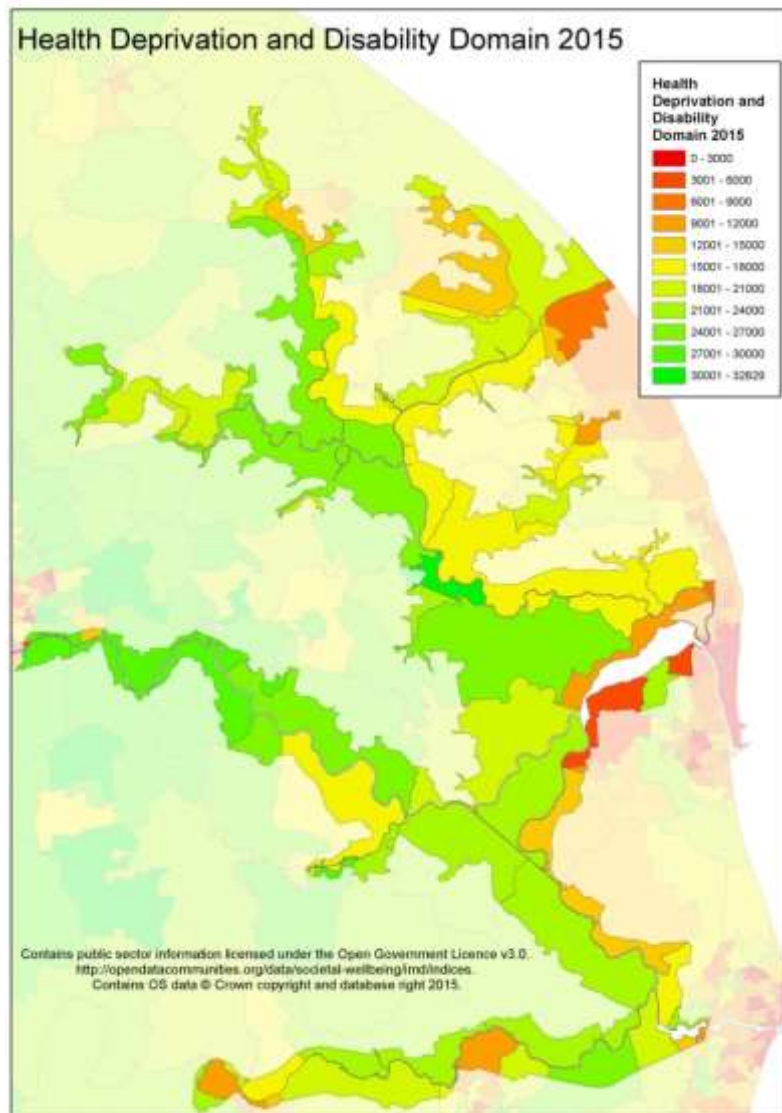 Health Deprivation and Disability Domain 2015
Health
Deprivation and
Disability
Domain 2015
0 - 3000
3001 - 6000
6001 - 9000
9001 - 12000
12001 - 15000
15001 - 18000
18001 - 21000
21001 - 24000
24001 - 27000
27001 - 30000
30001 - 32829
Contains public sector information licensed under the Open Government Licence v3.0.
http://opendatacommunities.org/data/societal-wellbeing/imd/indices.
Contains OS data © Crown copyright and database right 2015.